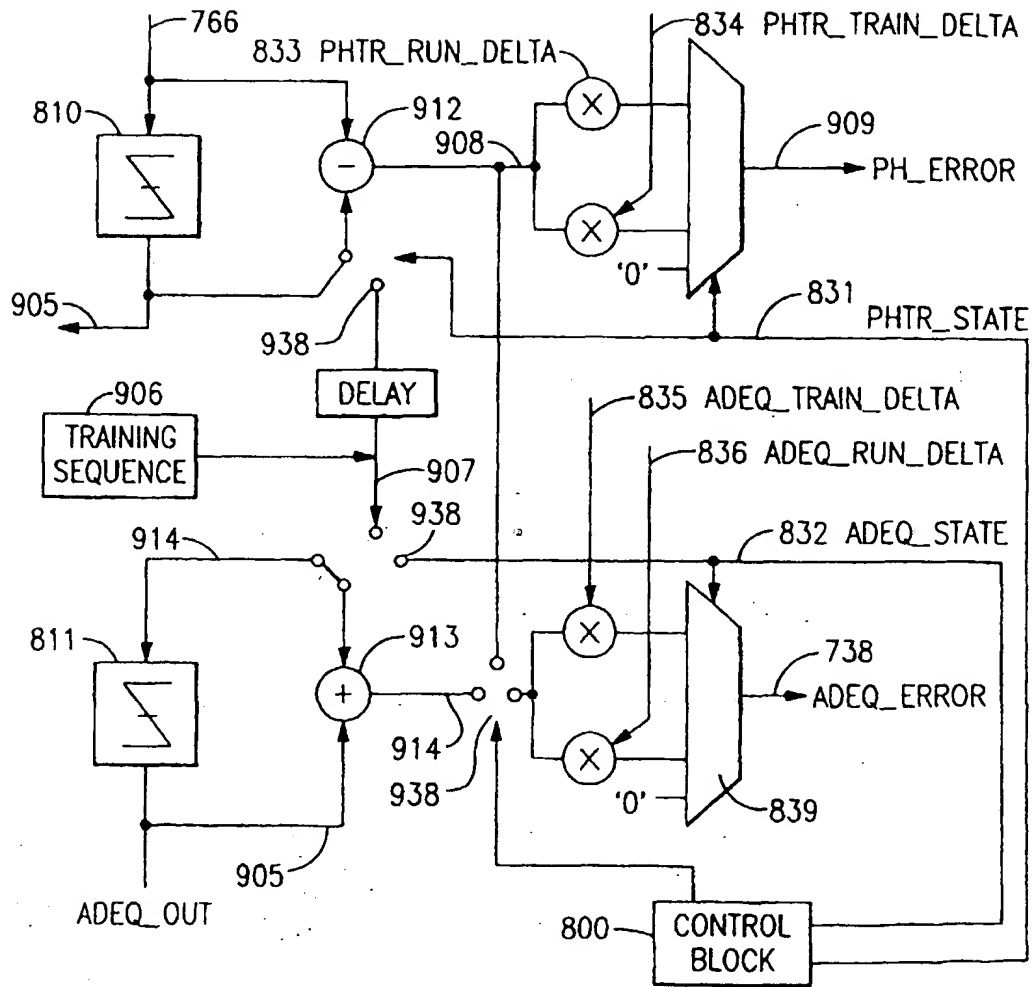 766
833 PHTR_RUN_DELTA
834 PHTR_TRAIN_DELTA
810
912
908
909
−
X
PH_ERROR
X
'0'
905
831
PHTR_STATE
938
DELAY
906
TRAINING
SEQUENCE
835 ADEQ_TRAIN_DELTA
836 ADEQ_RUN_DELTA
907
938
914
832 ADEQ_STATE
811
913
X
738
+
ADEQ_ERROR
914
X
938
'0'
839
905
ADEQ_OUT
800
CONTROL
BLOCK